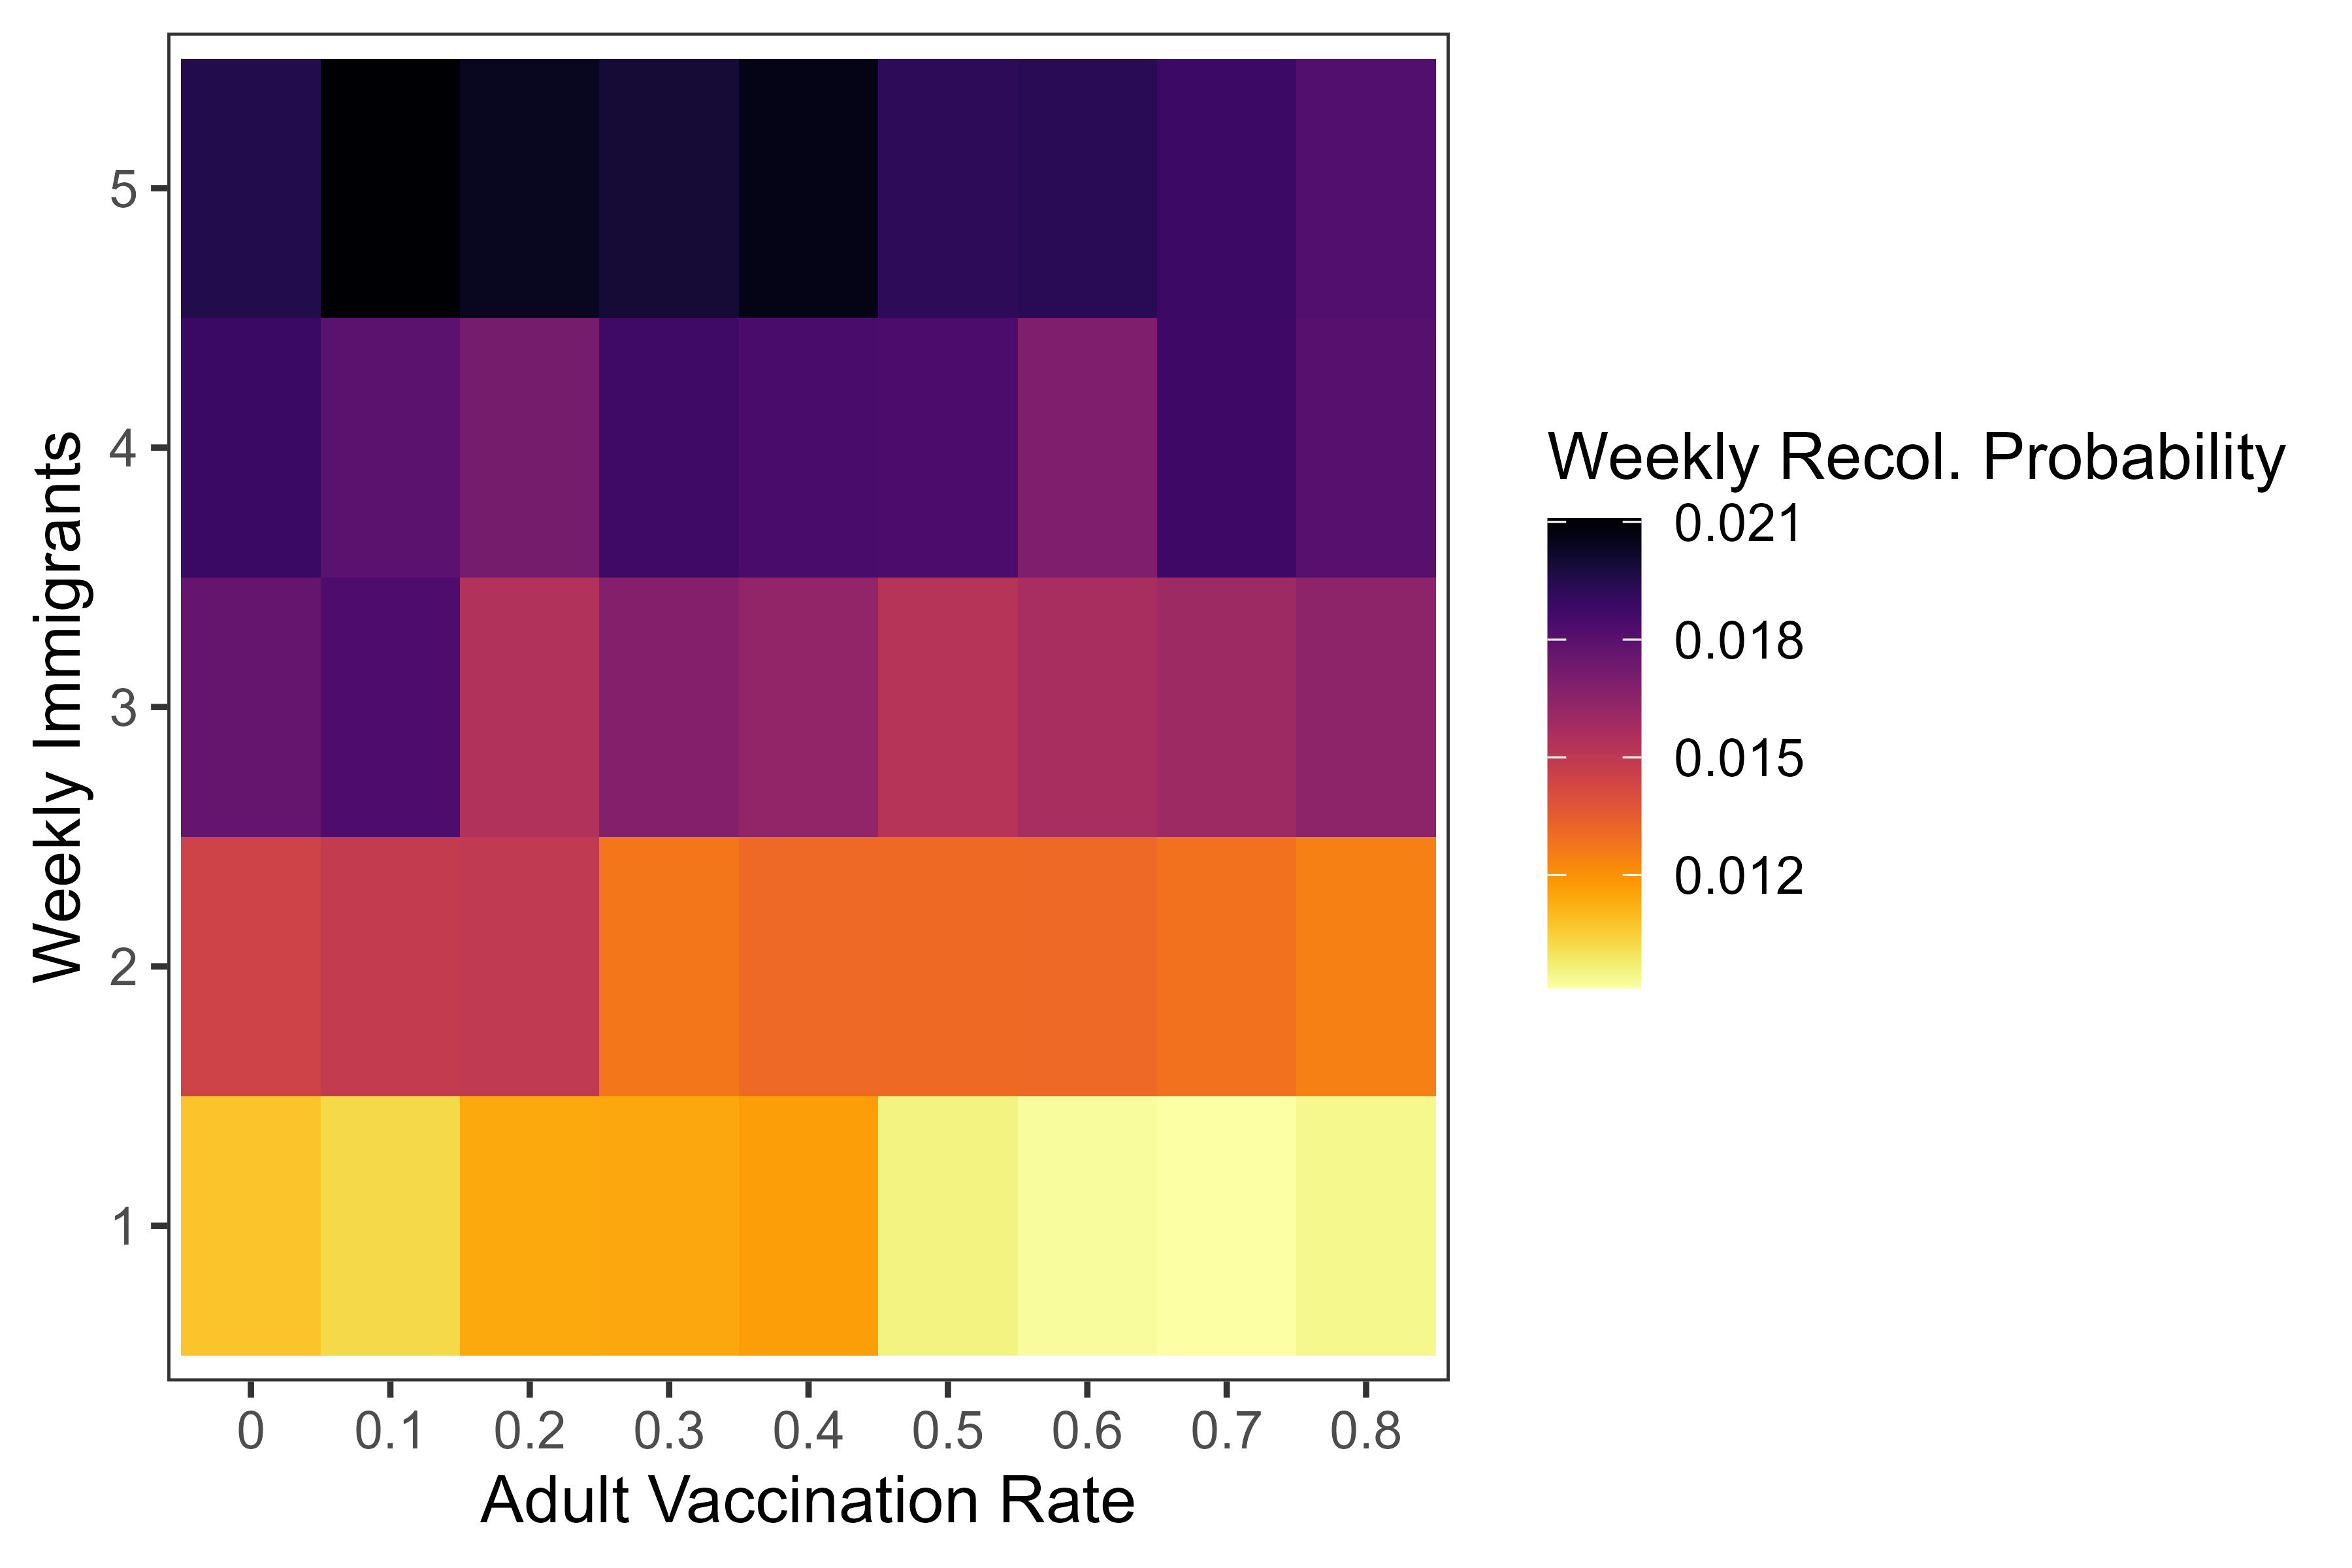 5
4
3
2
1
Weekly Immigrants
0 0.1 0.2 0.3 0.4 0.5 0.6 0.7 0.8
Adult Vaccination Rate
Weekly Recol. Probability
0.021
0.018
0.015
0.012